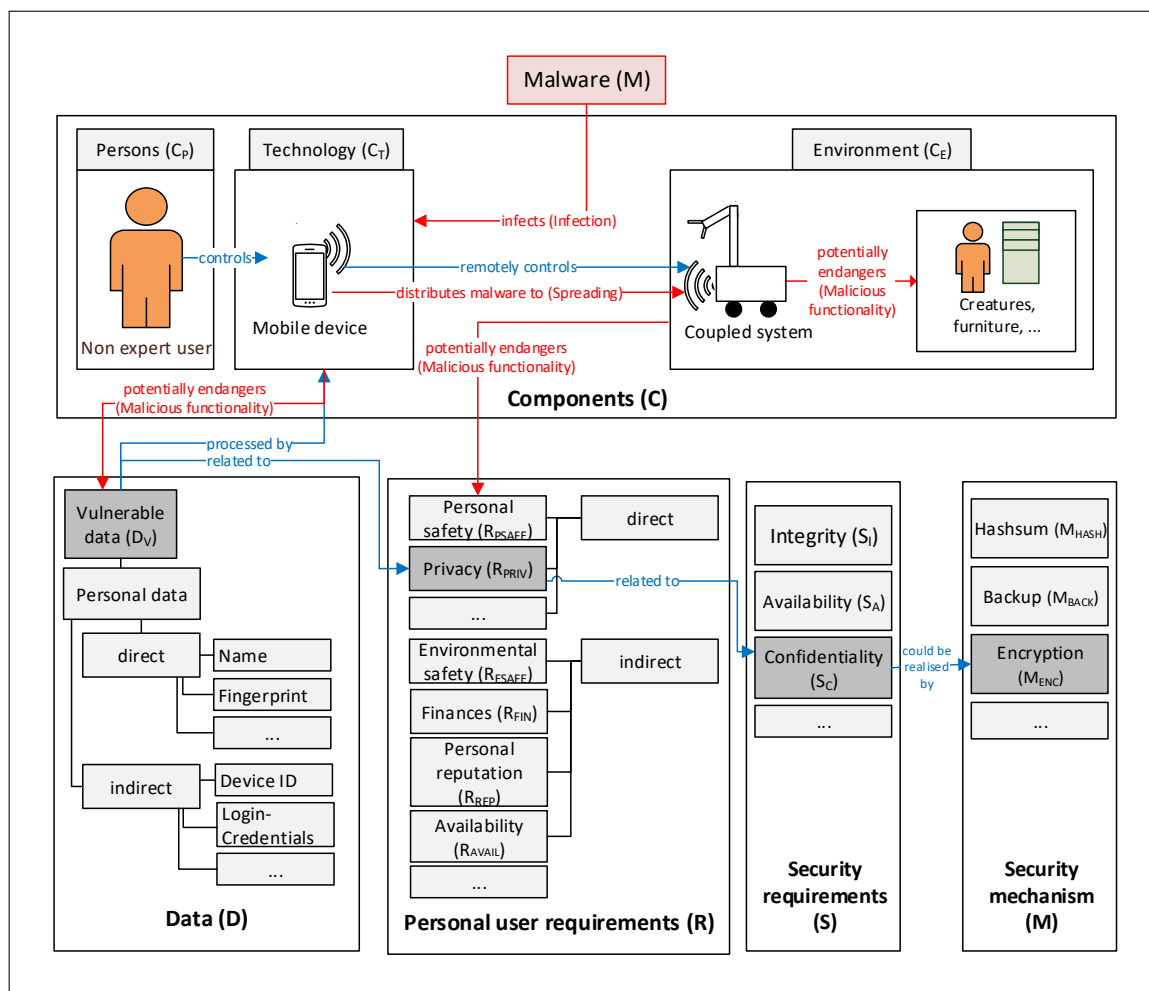 Malware (M)
Persons (CP)
Technology (CT)
Environment (CE)
infects (Infection)
controls
remotely controls
distributes malware to (Spreading)
potentially
endangers
(Malicious
functionality)
Mobile device
Coupled system
Creatures,
furniture, ...
Non expert user
potentially endangers
(Malicious functionality)
potentially endangers
(Malicious functionality)
Components (C)
processed by
related to
Vulnerable
data (DV)
Personal data
direct
Name
Fingerprint
...
indirect
Device ID
Login-
Credentials
...
Data (D)
Personal
safety (RPSAFE)
direct
Privacy (RPRIV)
...
Environmental
safety (RESAFE)
indirect
Finances (RFIN)
Personal
reputation
(RREP)
Availability
(RAVAIL)
...
Personal user requirements (R)
related to
Integrity (SI)
Availability (SA)
Confidentiality
(SC)
...
Security
requirements
(S)
could be
realised
by
Hashsum (MHASH)
Backup (MBACK)
Encryption
(MENC)
...
Security
mechanism
(M)